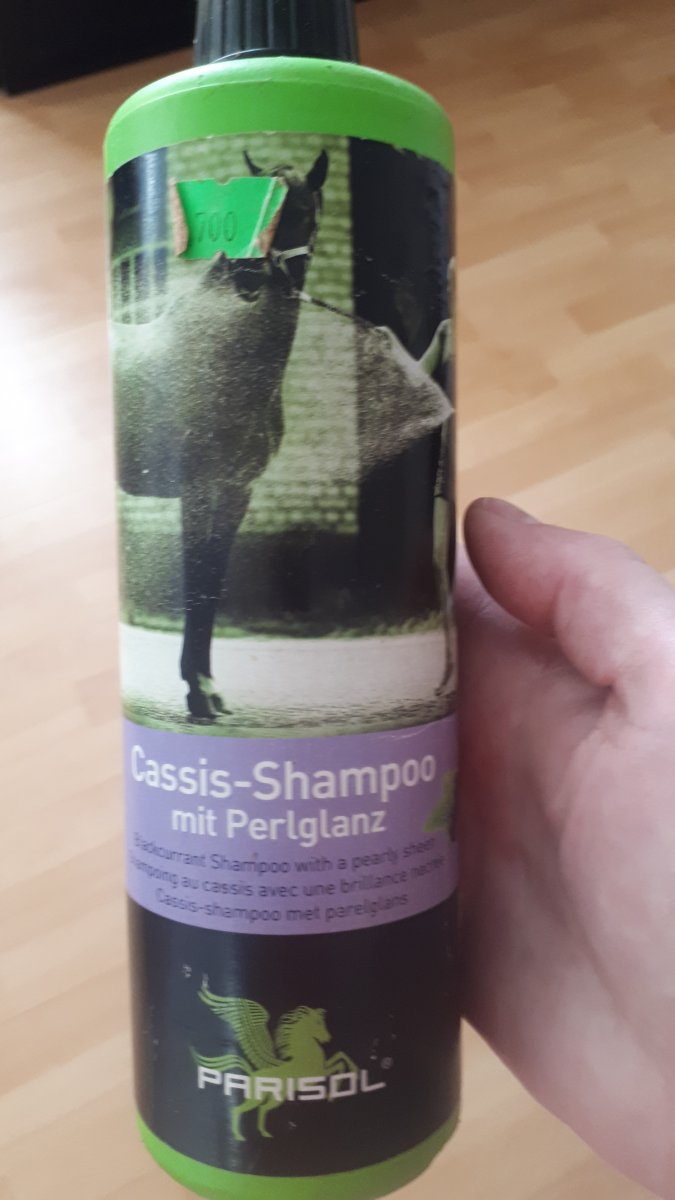 700
Cassis-Shampoo
mit Perlglanz
Blackcurrant Shampoo with a pearly sheen
shampoing au cassis avec une brillance nacrée
Cassis-shampoo met parelglans
PARISOL®